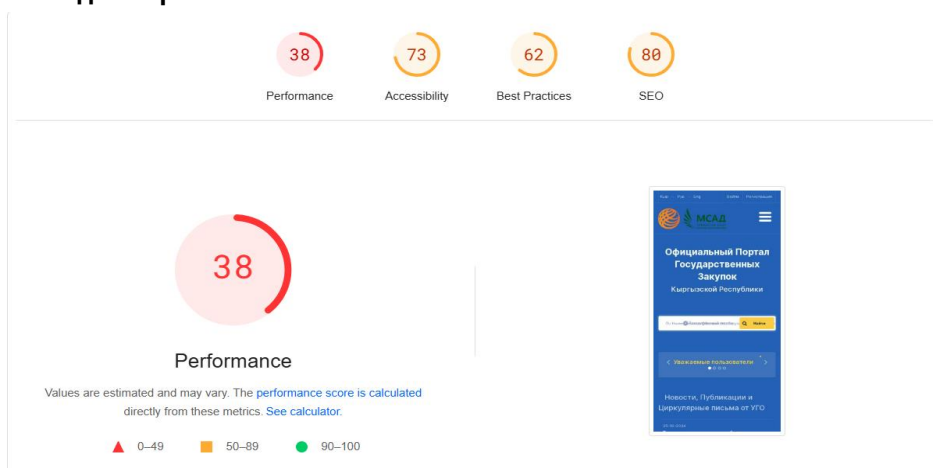 38
73
62
80
Performance
Accessibility
Best Practices
SEO
38
Performance
Values are estimated and may vary. The performance score is calculated
directly from these metrics. See calculator.
0–49
50–89
90–100
МСАД
Официальный Портал
Государственных
Закупок
Кыргызской Республики
Найти
Уважаемые пользователи
Новости, Публикации и
Циркулярные письма от УГО